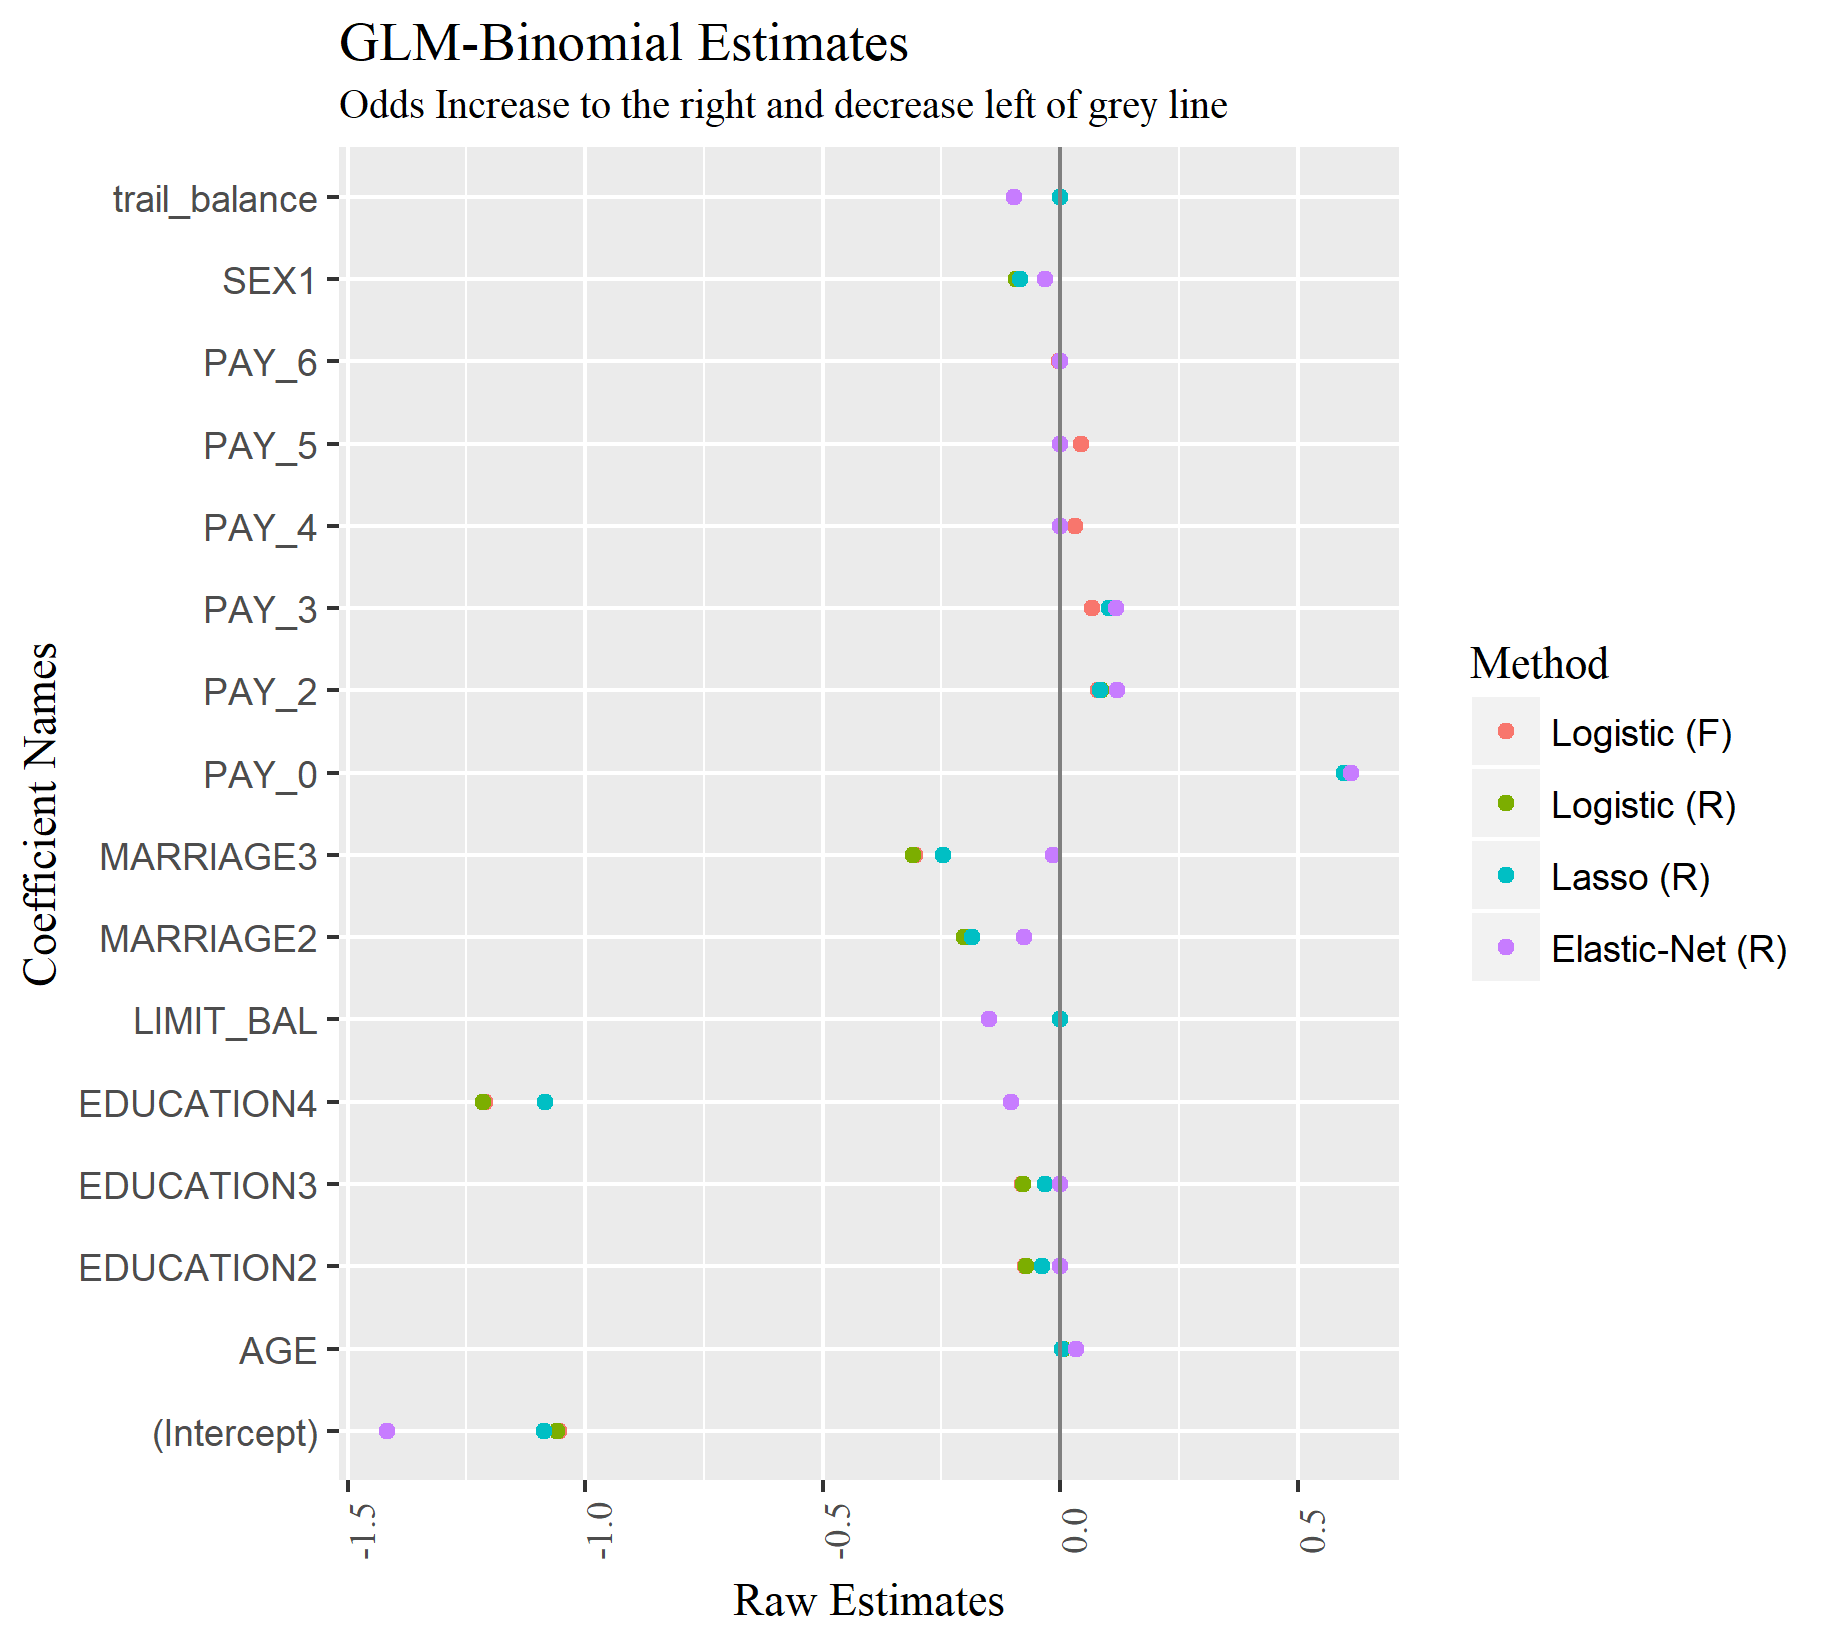 GLM-Binomial Estimates
Odds Increase to the right and decrease left of grey line
trail_balance
SEX1
PAY_6
PAY_5
PAY_4
PAY_3
PAY_2
PAY_0
MARRIAGE3
MARRIAGE2
LIMIT_BAL
EDUCATION4
EDUCATION3
EDUCATION2
AGE
(Intercept)
Coefficient Names
-1.5
-1.0
-0.5
0.0
0.5
Raw Estimates
Method
Logistic (F)
Logistic (R)
Lasso (R)
Elastic-Net (R)